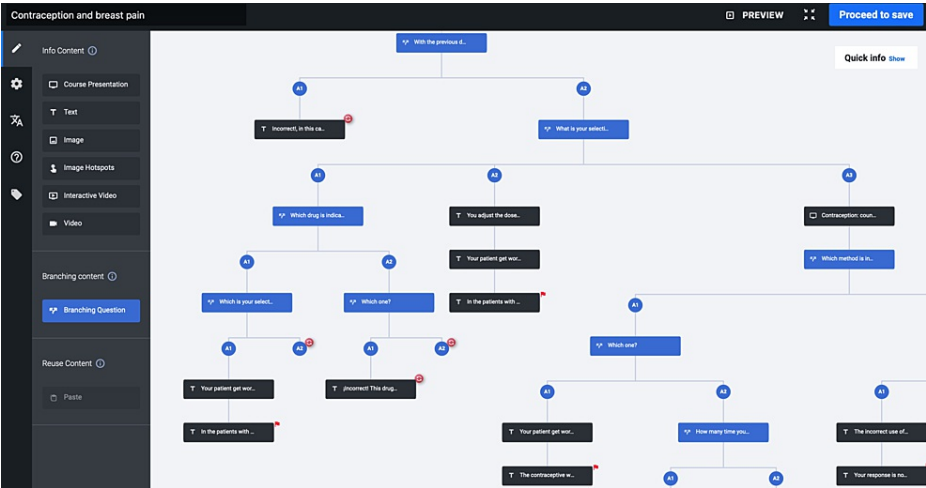 Contraception and breast pain
PREVIEW
Proceed to save
Info Content
Course Presentation
Text
Image
Image Hotspots
Interactive Video
Video
Branching content
Branching Question
Reuse Content
Paste
Quick info Show
With the previous d...
A1
A2
T Incorrect!, in this ca...
What is your selecti...
A1
A2
A3
Which drug is indica...
T You adjust the dose...
Contraception: coun...
A1
A2
T Your patient get wor...
Which method is in...
Which is your select...
Which one?
T In the patients with ...
A1
A1
A2
A1
A2
Which one?
T Your patient get wor...
T ¡Incorrect! This drug...
A1
A2
A1
T In the patients with ...
T Your patient get wor...
How many time you...
T The incorrect use of...
T The contraceptive w...
A1
A2
T Your response is no...